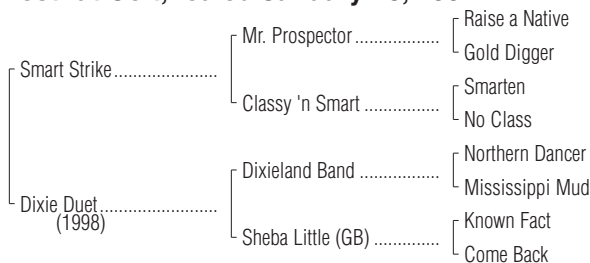 Raise a Native
Mr. Prospector
Gold Digger
Smart Strike
Smarten
Classy 'n Smart
No Class
Northern Dancer
Dixieland Band
Mississippi Mud
Dixie Duet
(1998)
Known Fact
Sheba Little (GB)
Come Back